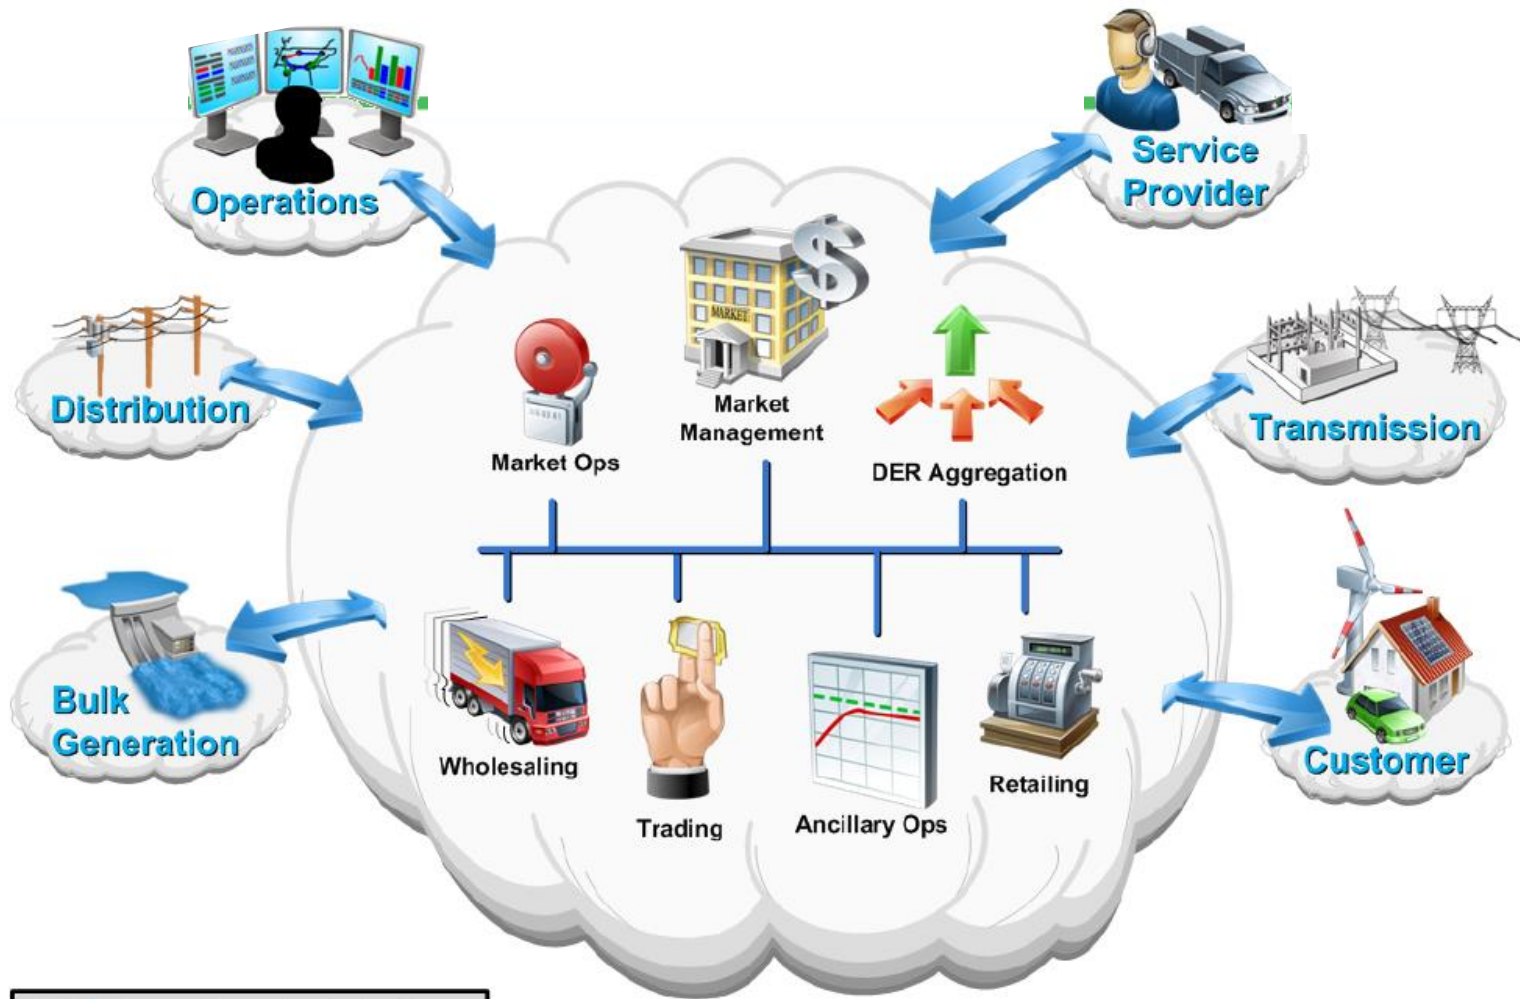 Operations
Service
Provider
MARKET
Market
Management
Market Ops
DER Aggregation
Distribution
Transmission
Bulk
Generation
Wholesaling
Trading
Ancillary Ops
Retailing
Customer